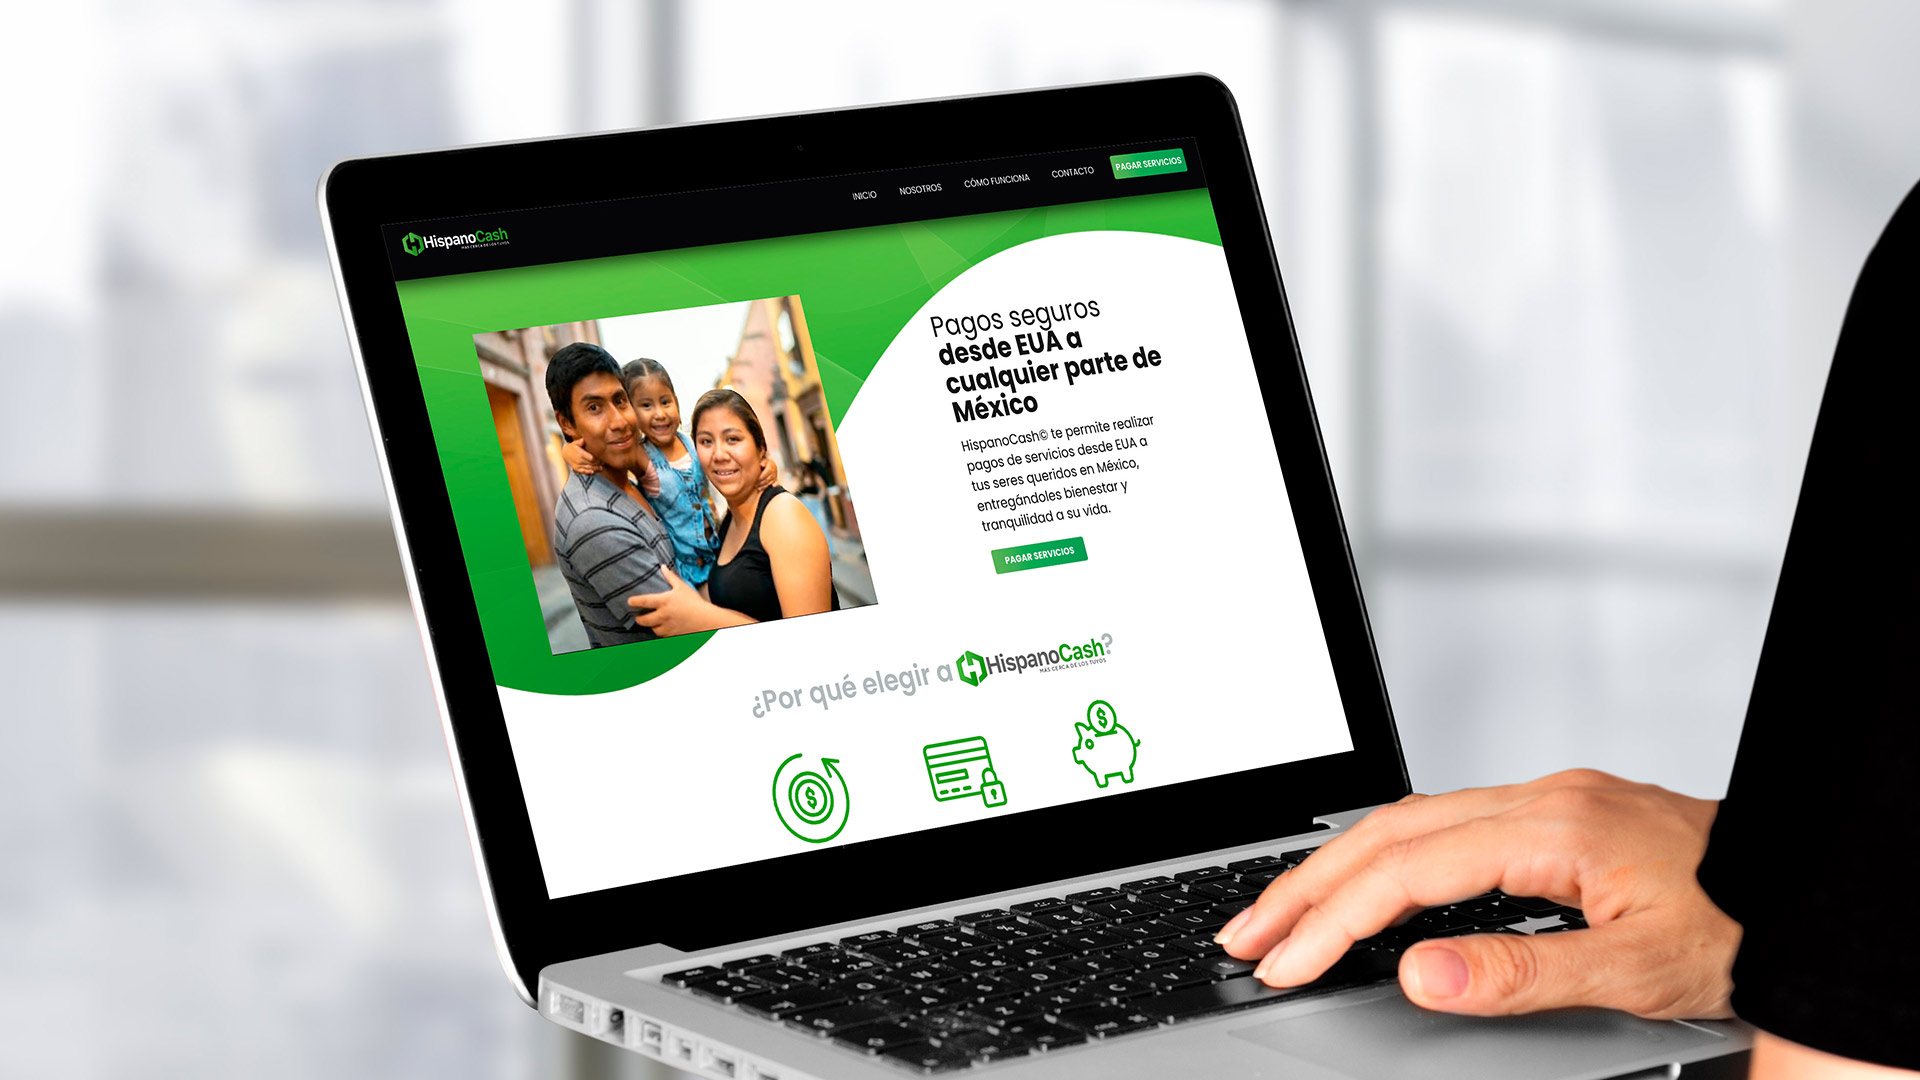 INICIO NOSOTROS CÓMO FUNCIONA CONTACTO PAGAR SERVICIOS
HispanoCash
MÁS CERCA DE LOS TUYOS
Pagos seguros
desde EUA a
cualquier parte de
México
HispanoCash© te permite realizar
pagos de servicios desde EUA a
tus seres queridos en México,
entregándoles bienestar y
tranquilidad a su vida.
PAGAR SERVICIOS
¿Por qué elegir a HispanoCash?
MÁS CERCA DE LOS TUYOS